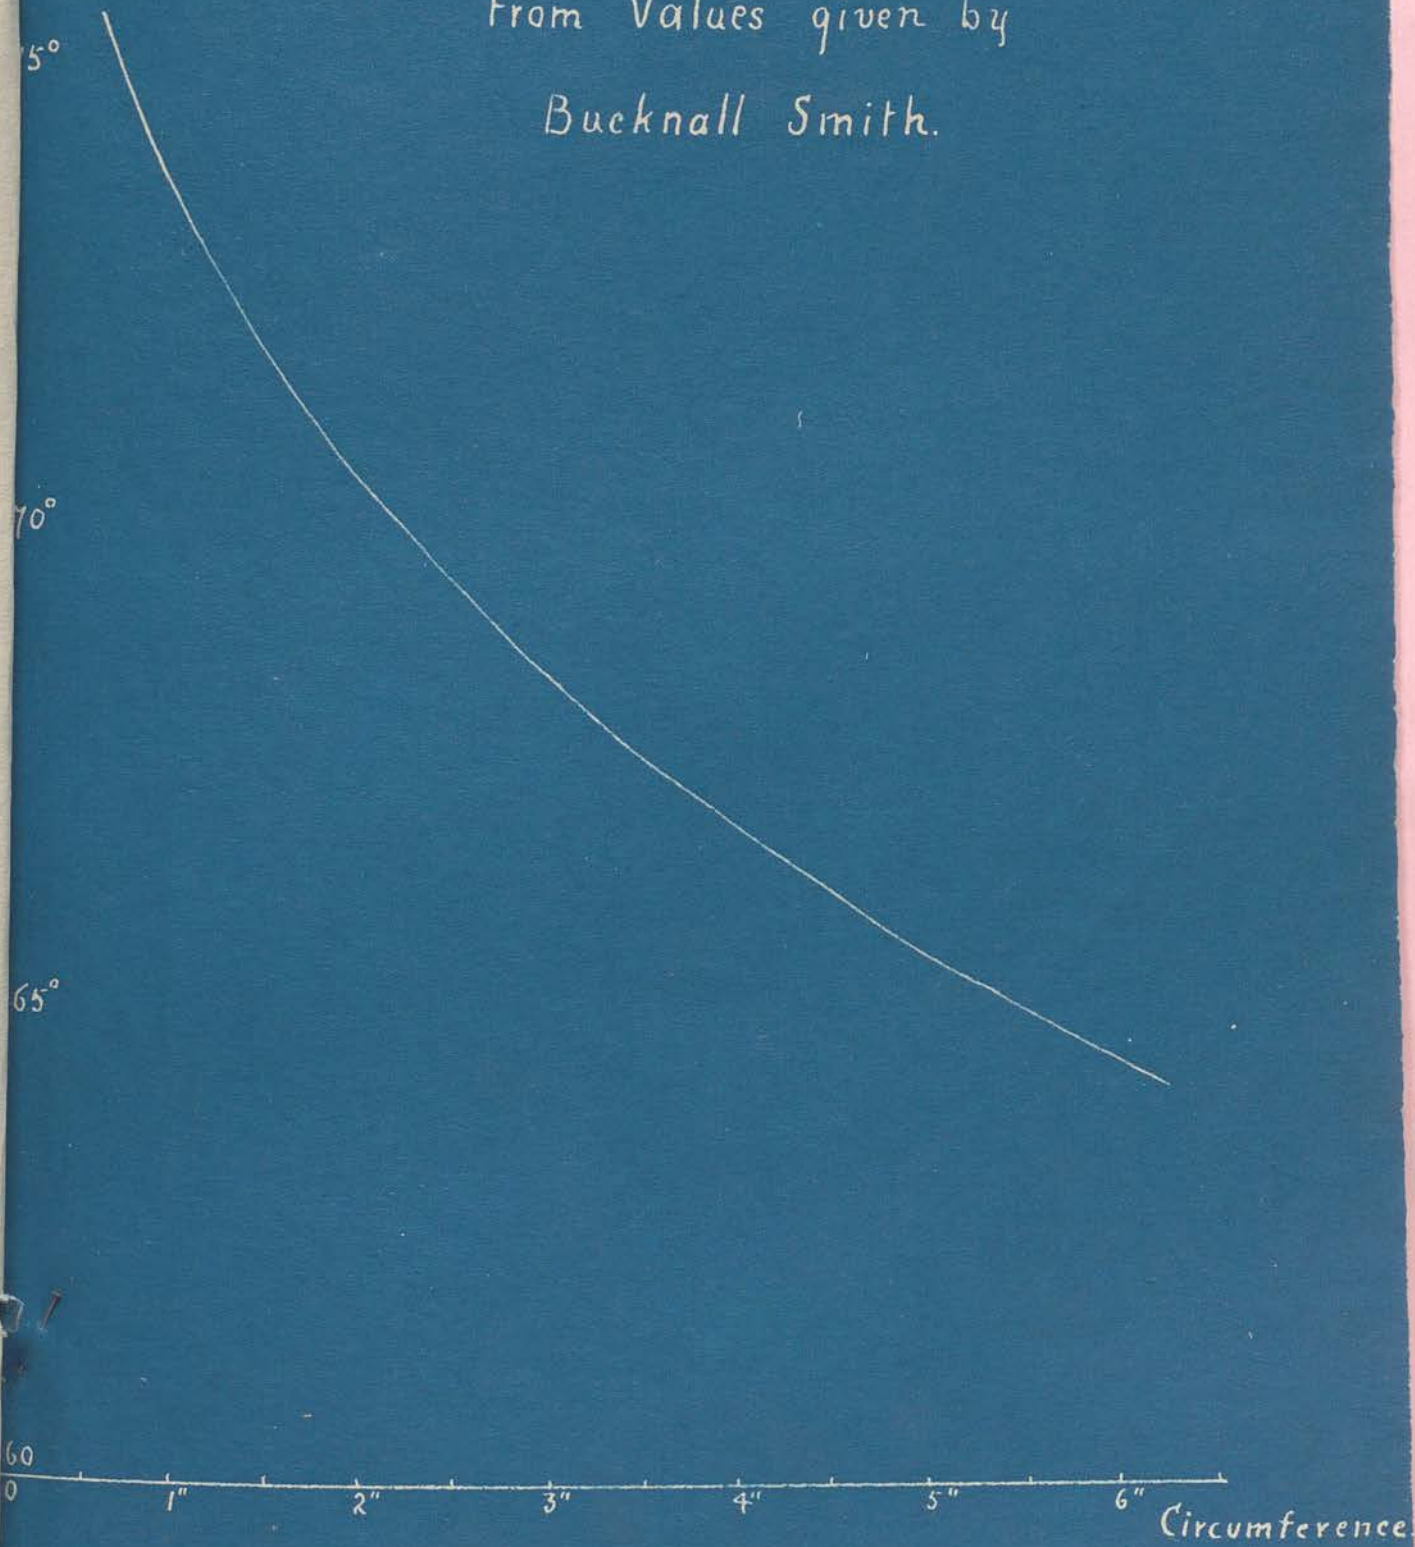 From Values given by
Bucknall Smith.
5°
70°
65°
60
0 1" 2" 3" 4" 5" 6"
Circumference.